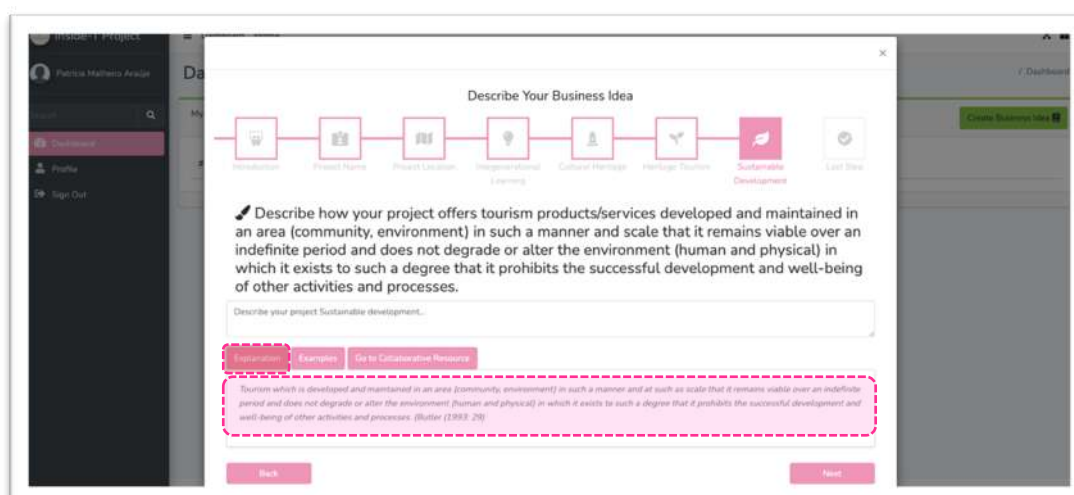 Inside-T Project
Patricia Matheiro Araújo
Da
/ Dashboard
Search
My
Create Business Idea
Dashboard
#
Profile
Sign Out
×
Describe Your Business Idea
Introduction
Project Name
Project Location
Intergenerational
Learning
Cultural Heritage
Heritage Tourism
Sustainable
Development
Last Step
Describe how your project offers tourism products/services developed and maintained in
an area (community, environment) in such a manner and scale that it remains viable over an
indefinite period and does not degrade or alter the environment (human and physical) in
which it exists to such a degree that it prohibits the successful development and well-being
of other activities and processes.
Describe your project Sustainable development...
Explanation
Examples
Go to Collaborative Resource
Tourism which is developed and maintained in an area (community, environment) in such a manner and at such as scale that it remains viable over an indefinite
period and does not degrade or alter the environment (human and physical) in which it exists to such a degree that it prohibits the successful development and
well-being of other activities and processes. (Butler (1993: 29)
Back
Next